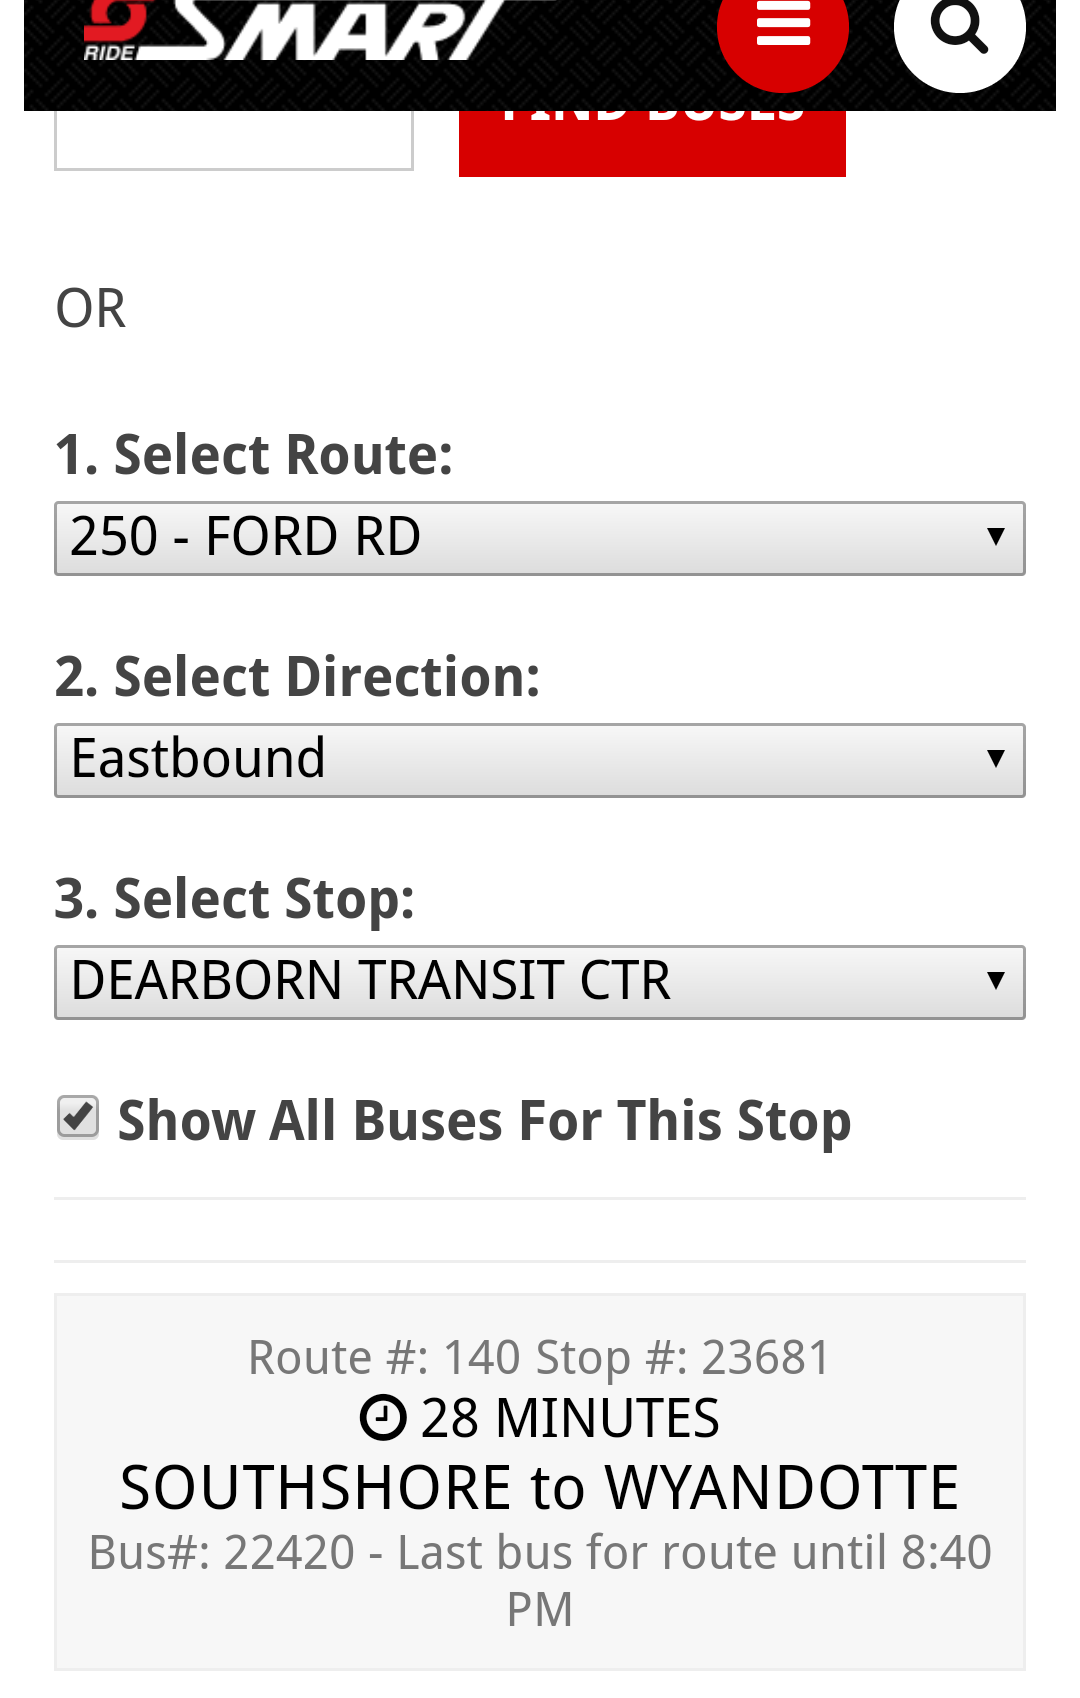 RIDE SMART
FIND BUSES
OR
1. Select Route:
250 - FORD RD
2. Select Direction:
Eastbound
3. Select Stop:
DEARBORN TRANSIT CTR
Show All Buses For This Stop
Route #: 140 Stop #: 23681
28 MINUTES
SOUTHSHORE to WYANDOTTE
Bus#: 22420 - Last bus for route until 8:40
PM